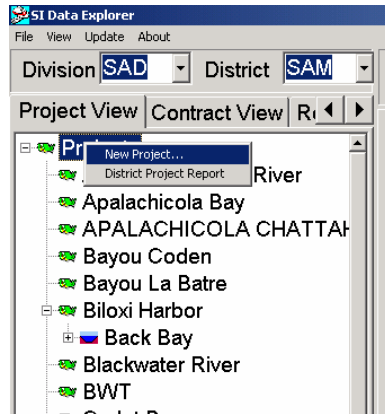 SI Data Explorer
File View Update About
Division SAD District SAM
Project View Contract View
New Project...
District Project Report
River
Apalachicola Bay
APALACHICOLA CHATTAH
Bayou Coden
Bayou La Batre
Biloxi Harbor
Back Bay
Blackwater River
BWT